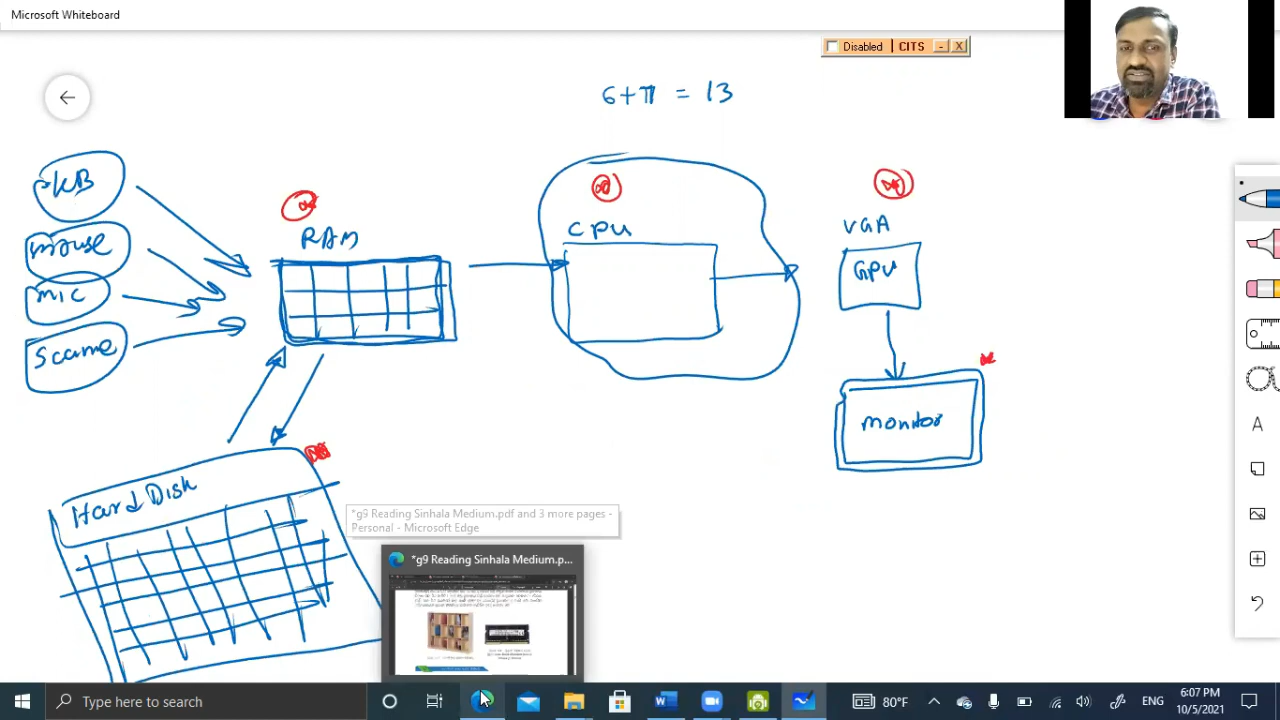 Microsoft Whiteboard
Disabled | CITS
6+π = 13
KB
mouse
MIC
Scanne
RAM
CPU
VGA
GPU
monitor
Hard Disk
*g9 Reading Sinhala Medium.pdf and 3 more pages -
Personal - Microsoft Edge
*g9 Reading Sinhala Medium.p...
A
Type here to search
80°F
ENG
6:07 PM
10/5/2021